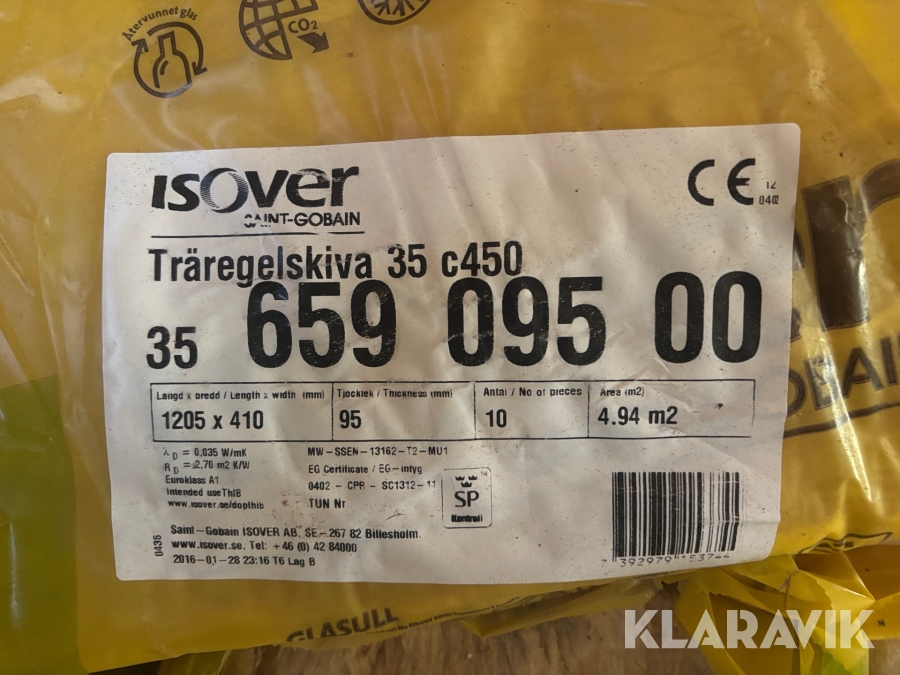 Återvunnet glas
CO2
ISOVER
SAINT-GOBAIN
CE
12
0402
Träregelskiva 35 c450
35 659 095 00
Längd x bredd / Length x width (mm)
1205 x 410
Tjocklek / Thickness (mm)
95
Antal / No of pieces
10
Area (m2)
4.94 m2
λD = 0,035 W/mK
RD = 2,70 m2 K/W
Euroklass A1
Intended use ThIB
www.isover.se/dopthib
MW-SSEN-13162-T2-MU1
EG Certificate / EG-intyg
0402-CPR-SC1312-11
TUN Nr
SP
Kontroll
0435
Saint-Gobain ISOVER AB. SE-267 82 Billesholm.
www.isover.se. Tel: +46 (0) 42 84000
2016-01-28 23:16 T6 Lag B
GLASULL
KLARAVIK